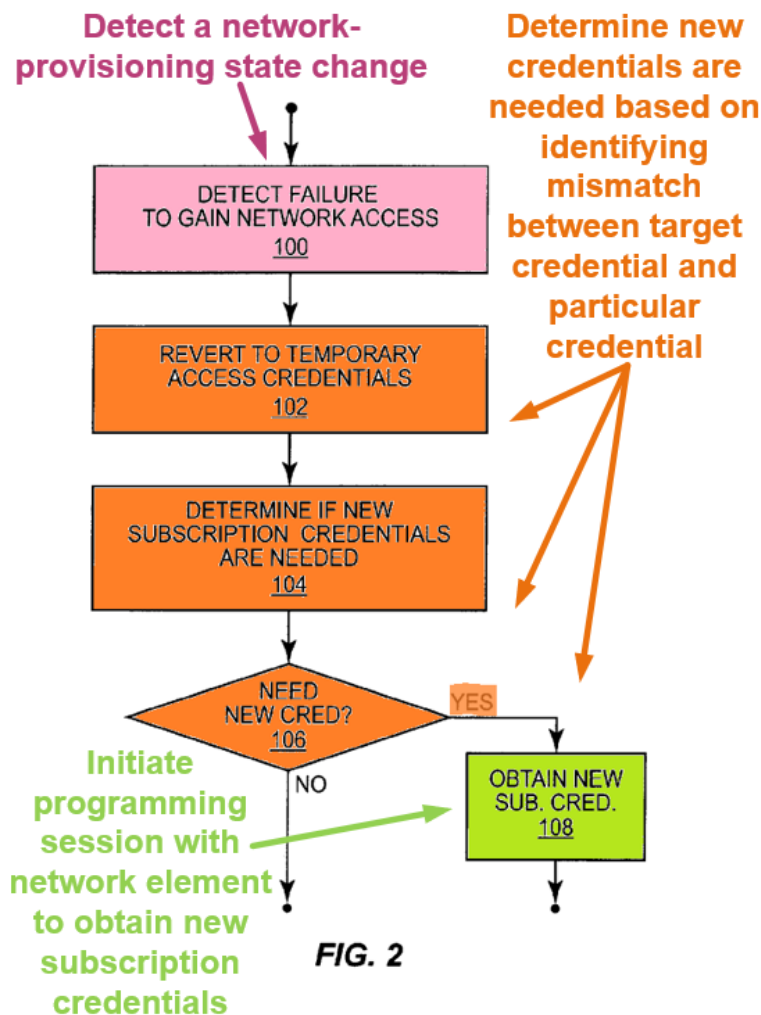 Detect a network-
provisioning state change
Determine new
credentials are
needed based on
identifying
mismatch
between target
credential and
particular
credential
DETECT FAILURE
TO GAIN NETWORK ACCESS
100
REVERT TO TEMPORARY
ACCESS CREDENTIALS
102
DETERMINE IF NEW
SUBSCRIPTION CREDENTIALS
ARE NEEDED
104
NEED
NEW CRED?
106
YES
NO
Initiate
programming
session with
network element
to obtain new
subscription
credentials
OBTAIN NEW
SUB. CRED.
108
FIG. 2